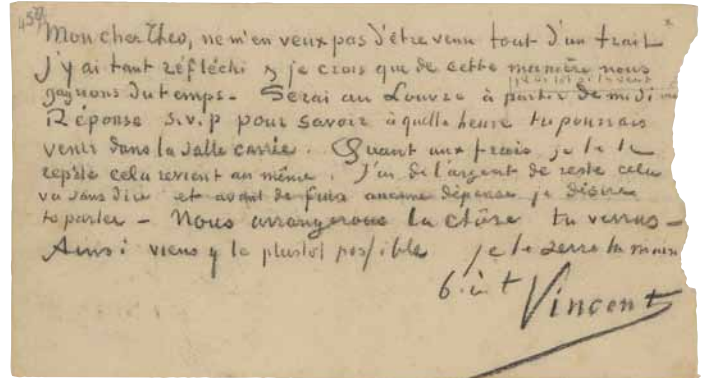 Mon cher Theo, ne m'en veux pas d'être venu tout d'un trait
J'y ai tant réfléchi & je crois que de cette manière nous
gagnons du temps - Serai au Louvre à partir de midi
ou plus tôt si tu veux
Réponse s.v.p pour savoir à quelle heure tu pourrais
venir dans la salle carrée. Quant aux frais, je te le
repète cela revient au même. J'ai de l'argent de reste cela
va sans dire et avant de faire aucune dépense je désire
te parler - Nous arrangerons la chôse tu verras -
Ainsi viens y le plustot possible je te serre la main
b. à t
Vincent